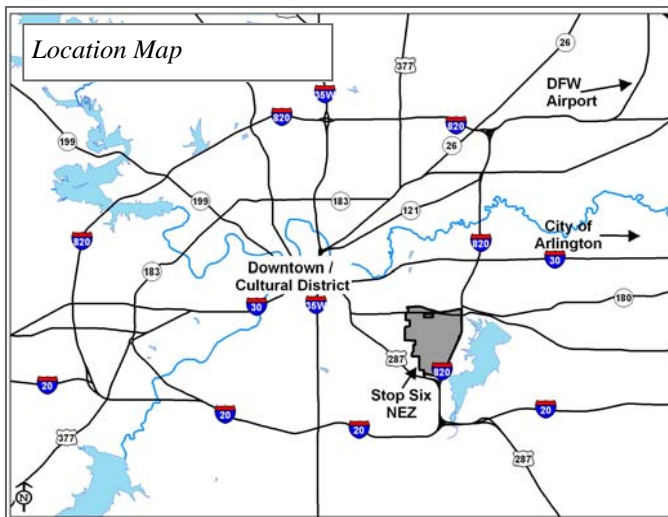 Location Map
377
26
DFW
Airport
35W
820
820
199
26
199
183
121
820
820
City of
Arlington
183
Downtown /
Cultural District
30
30
35W
180
287
20
820
Stop Six
NEZ
20
20
20
377
287
N